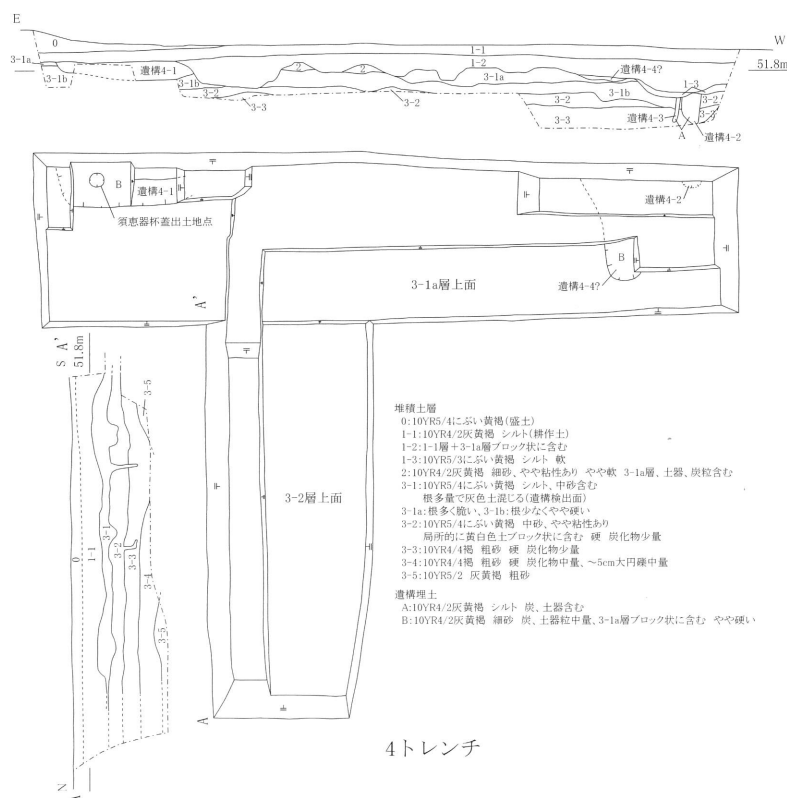 E
W
0
1-1
3-1a
3-1b
遺構4-1
3-1b
3-2
3-3
2
2
1-2
3-1a
3-2
遺構4-4?
51.8m
1-3
3-1b
3-2
3-3
3-2
3-3
遺構4-3
A
遺構4-2
B
遺構4-1
須恵器杯蓋出土地点
遺構4-2
B
遺構4-4?
3-1a層上面
A'
S A'
51.8m
3-5
0
1-1
3-1
3-2
3-3
3-4
3-5
N
3-2層上面
A
堆積土層
0:10YR5/4にぶい黄褐(盛土)
1-1:10YR4/2灰黄褐 シルト(耕作土)
1-2:1-1層+3-1a層ブロック状に含む
1-3:10YR5/3にぶい黄褐 シルト 軟
2:10YR4/2灰黄褐 細砂、やや粘性あり やや軟 3-1a層、土器、炭粒含む
3-1:10YR5/4にぶい黄褐 シルト、中砂含む
根多量で灰色土混じる(遺構検出面)
3-1a:根多く脆い、3-1b:根少なくやや硬い
3-2:10YR5/4にぶい黄褐 中砂、やや粘性あり
局所的に黄白色土ブロック状に含む 硬 炭化物少量
3-3:10YR4/4褐 粗砂 硬 炭化物少量
3-4:10YR4/4褐 粗砂 硬 炭化物中量、~5cm大円礫中量
3-5:10YR5/2 灰黄褐 粗砂
遺構埋土
A:10YR4/2灰黄褐 シルト 炭、土器含む
B:10YR4/2灰黄褐 細砂 炭、土器粒中量、3-1a層ブロック状に含む やや硬い
4トレンチ